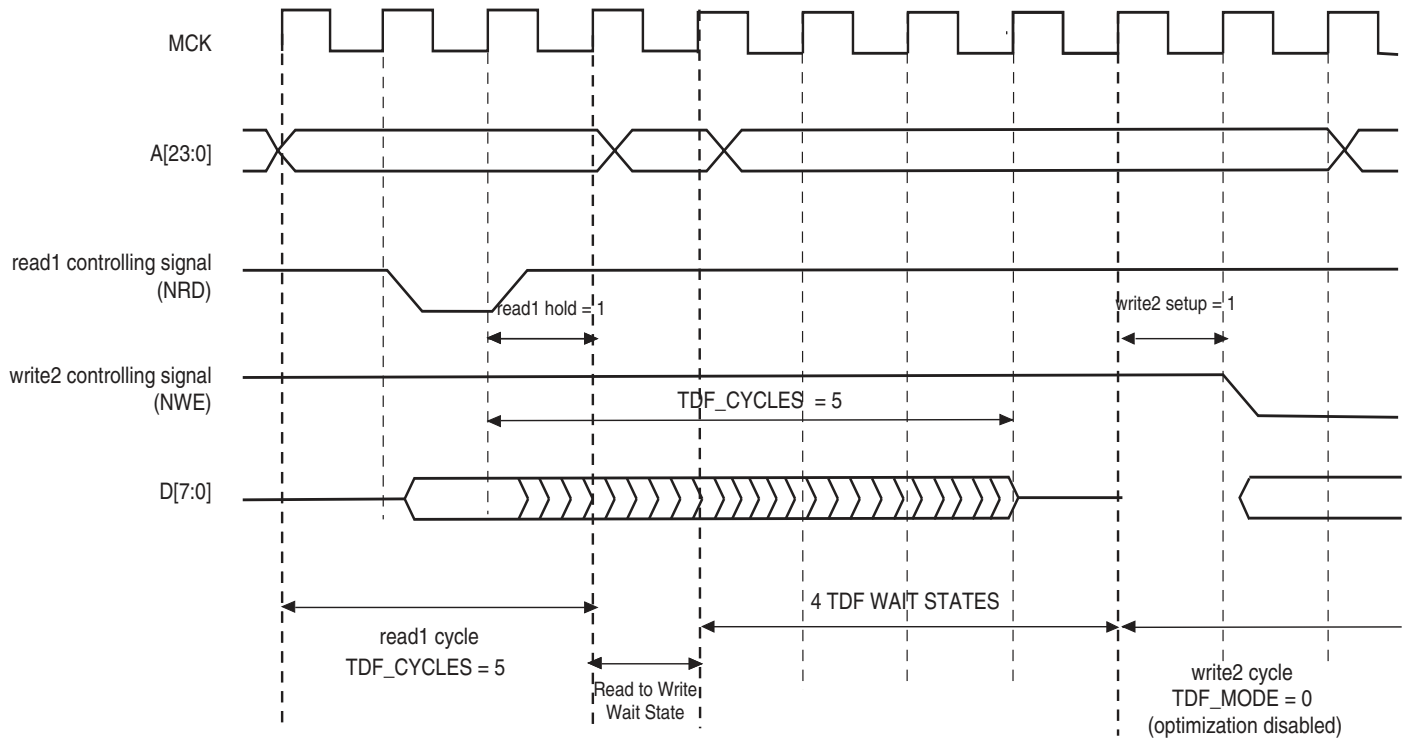 MCK
A[23:0]
read1 controlling signal
(NRD)
read1 hold = 1
write2 setup = 1
write2 controlling signal
(NWE)
TDF_CYCLES = 5
D[7:0]
4 TDF WAIT STATES
read1 cycle
TDF_CYCLES = 5
Read to Write
Wait State
write2 cycle
TDF_MODE = 0
(optimization disabled)